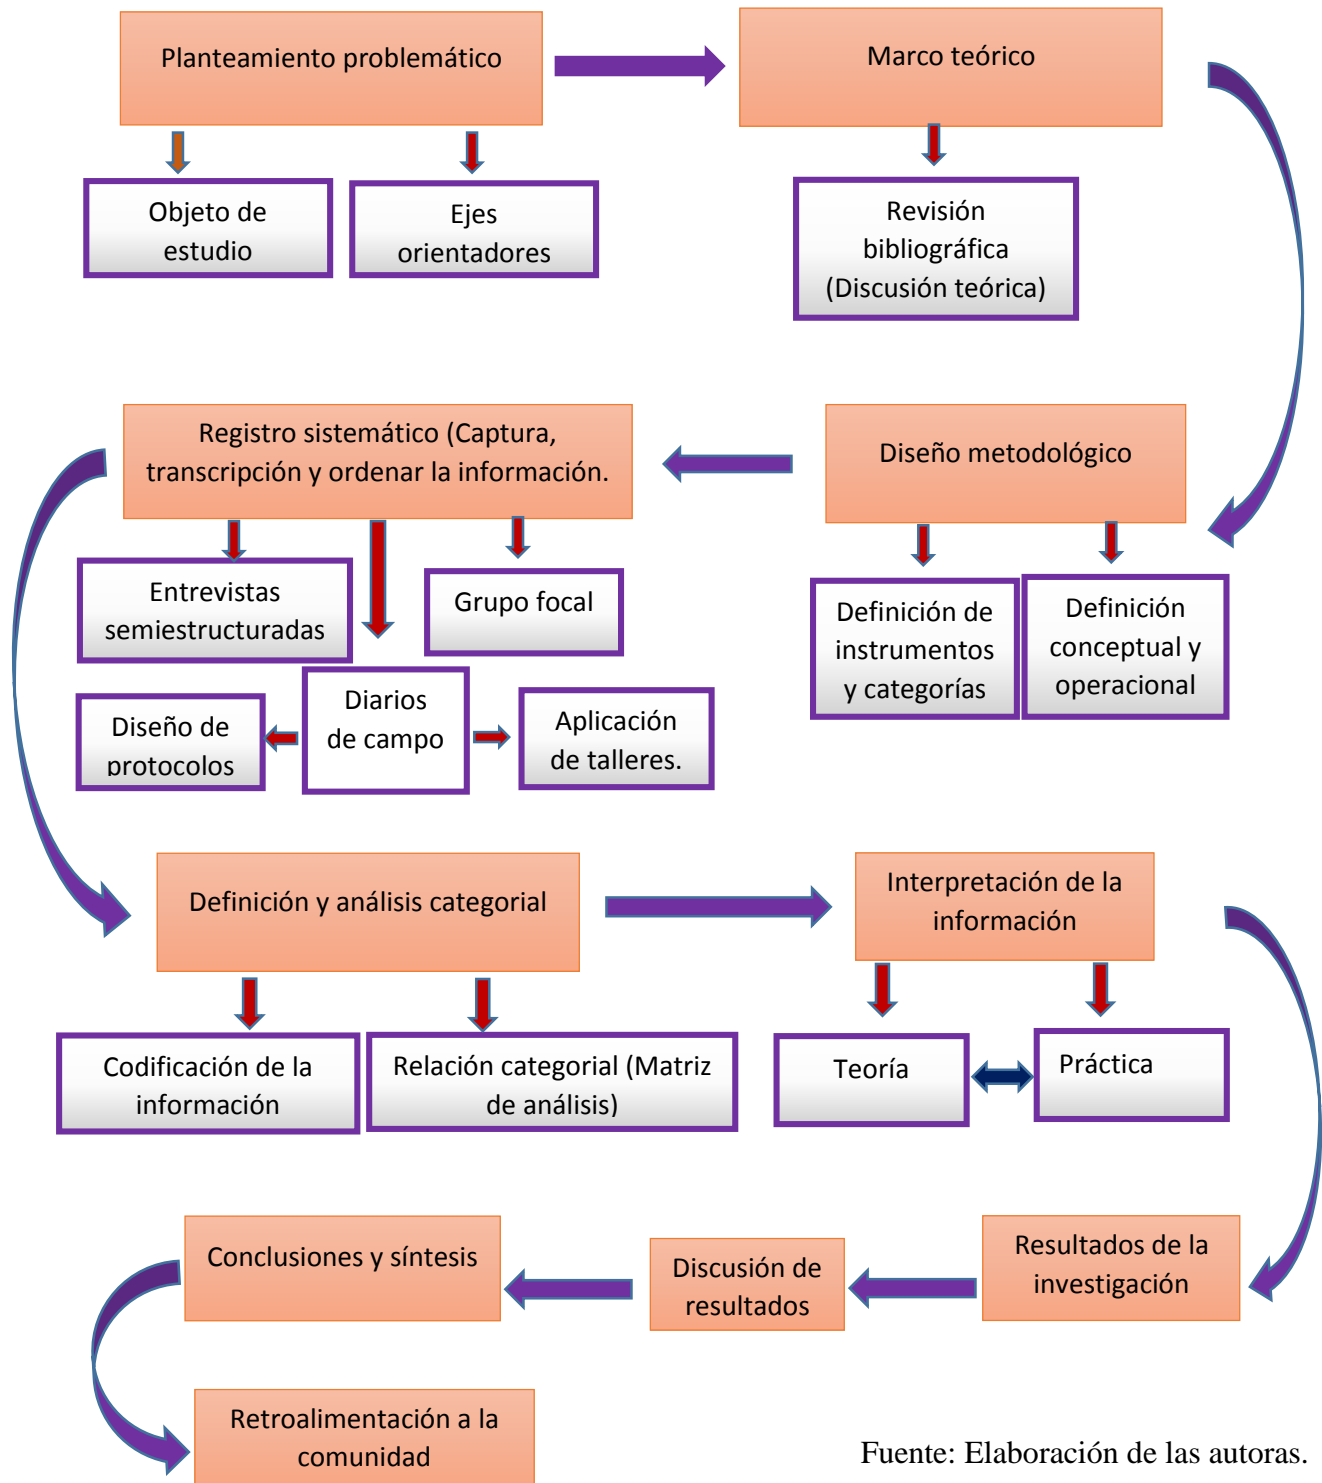 Planteamiento problemático
Marco teórico
Objeto de
estudio
Ejes
orientadores
Revisión
bibliográfica
(Discusión teórica)
Registro sistemático (Captura,
transcripción y ordenar la información.
Diseño metodológico
Entrevistas
semiestructuradas
Grupo focal
Definición de
instrumentos
y categorías
Definición
conceptual y
operacional
Diseño de
protocolos
Diarios
de campo
Aplicación
de talleres.
Definición y análisis categorial
Interpretación de la
información
Codificación de la
información
Relación categorial (Matriz
de análisis)
Teoría
Práctica
Conclusiones y síntesis
Discusión de
resultados
Resultados de la
investigación
Retroalimentación a la
comunidad
Fuente: Elaboración de las autoras.